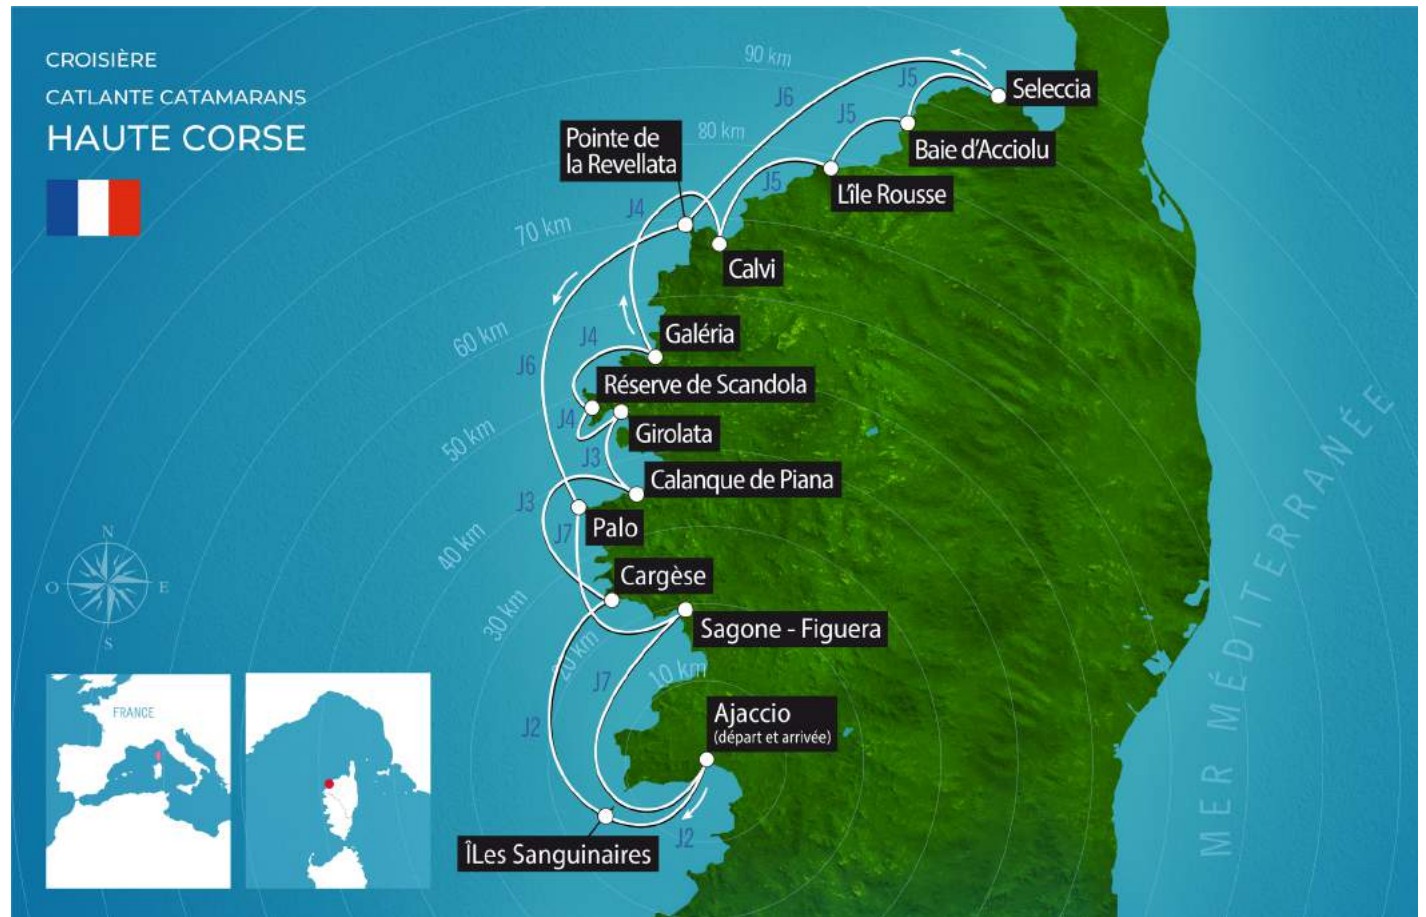 CROISIÈRE
CATLANTE CATAMARANS
HAUTE CORSE
90 km
J5
Seleccia
J6
J5
Pointe de
la Revellata
80 km
Baie d'Acciolu
J5
L'île Rousse
J4
70 km
Calvi
60 km
J4
Galéria
J6
Réserve de Scandola
J4
Girolata
50 km
J3
Calanque de Piana
J3
Palo
J7
40 km
Cargèse
30 km
Sagone - Figuera
20 km
J7
10 km
Ajaccio
(départ et arrivée)
J2
J2
ÎLes Sanguinaires
MER MÉDITERRANÉE
N
O
E
S
FRANCE